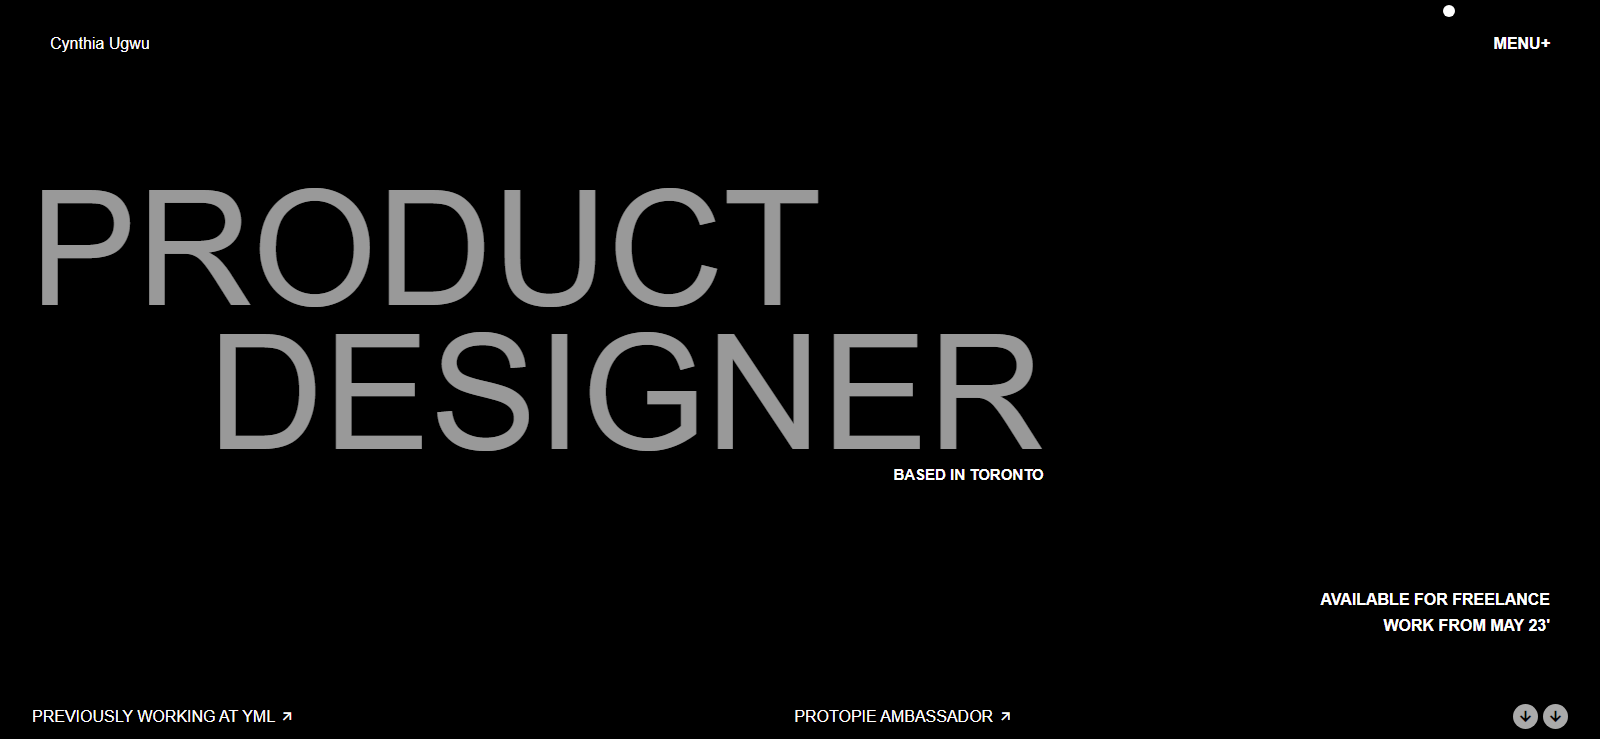 Cynthia Ugwu
MENU+
PRODUCT
DESIGNER
BASED IN TORONTO
AVAILABLE FOR FREELANCE
WORK FROM MAY 23'
PREVIOUSLY WORKING AT YML
PROTOPIE AMBASSADOR